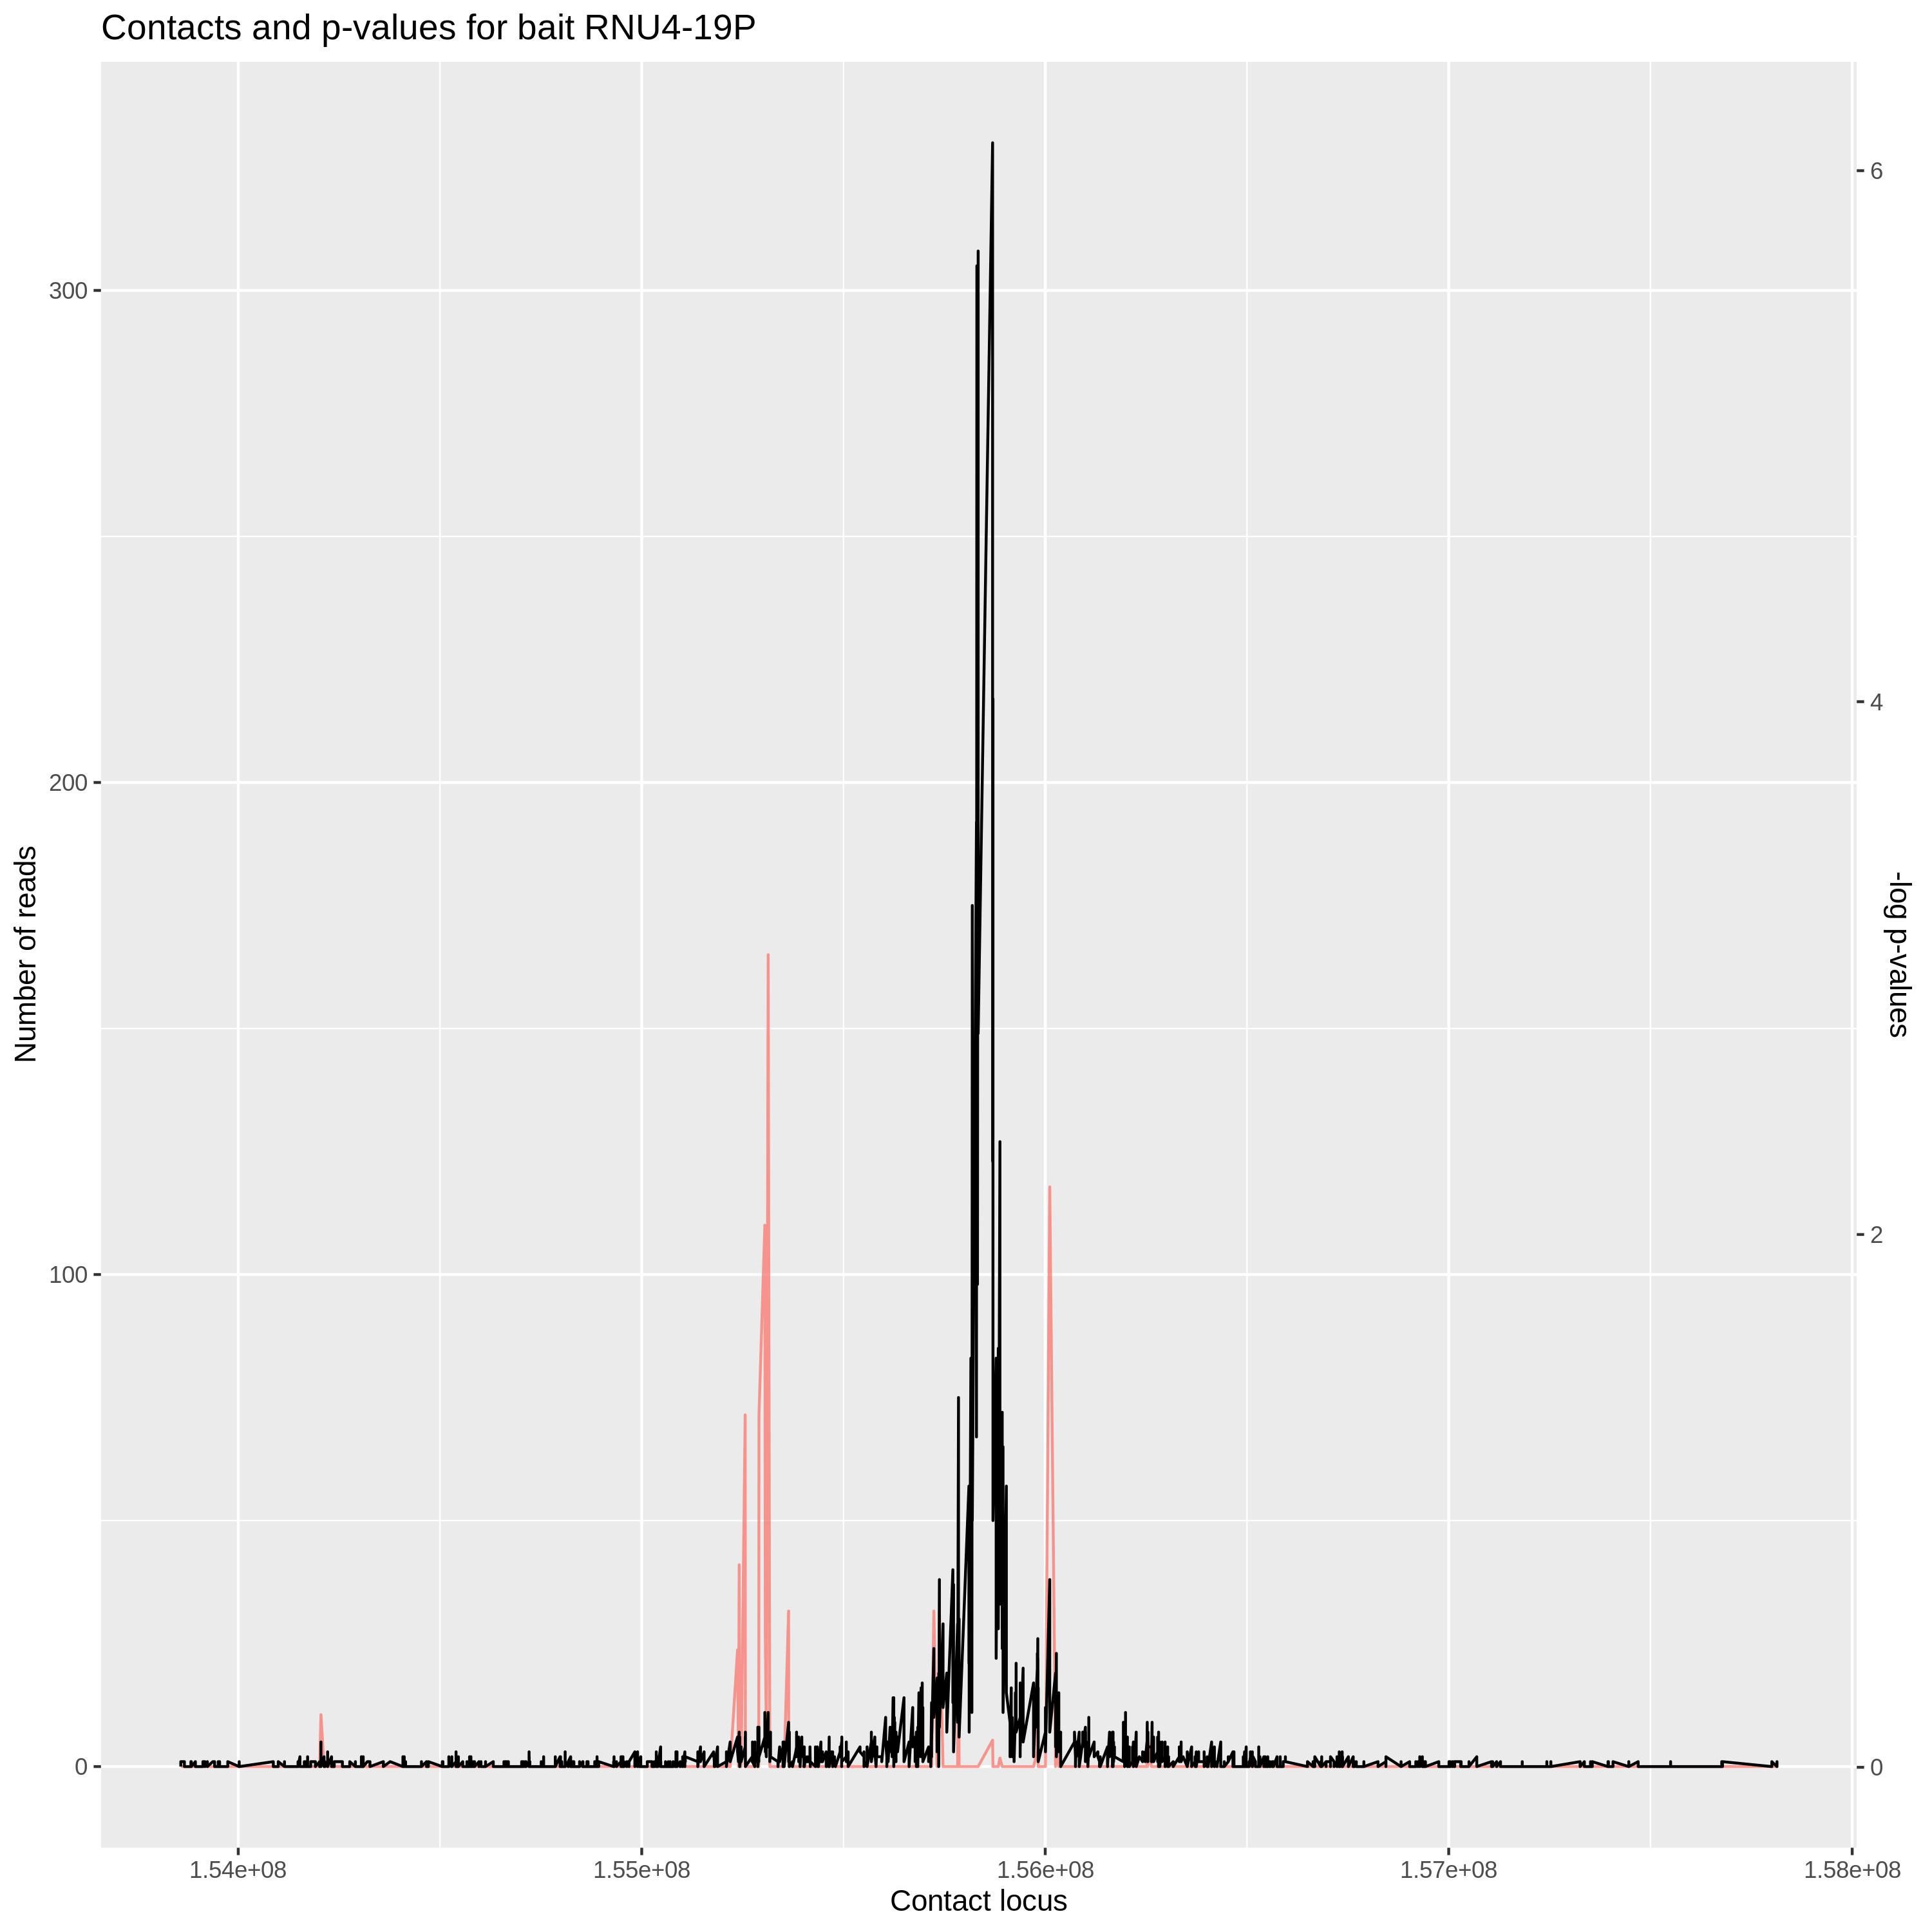 Contacts and p-values for bait RNU4-19P
Number of reads
300
200
100
0
6
4
2
0
-log p-values
1.54e+08 1.55e+08 1.56e+08 1.57e+08 1.58e+08
Contact locus